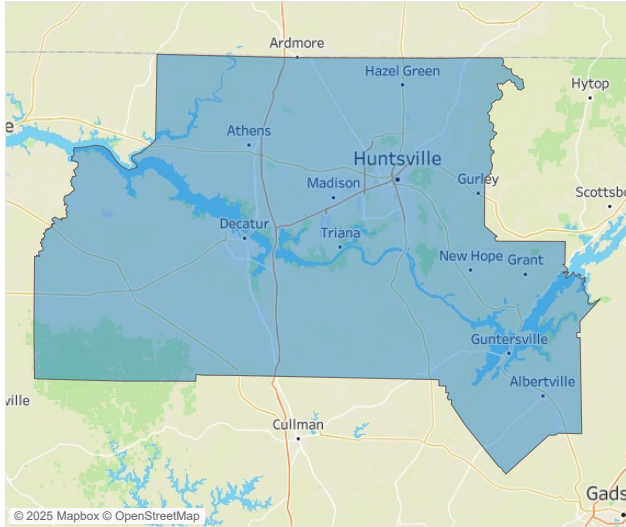 Ardmore
Hazel Green
Hytop
e
Athens
Huntsville
Madison
Gurley
Scottsbo
Decatur
Triana
New Hope
Grant
Guntersville
Albertville
ville
Cullman
Gads
© 2025 Mapbox © OpenStreetMap